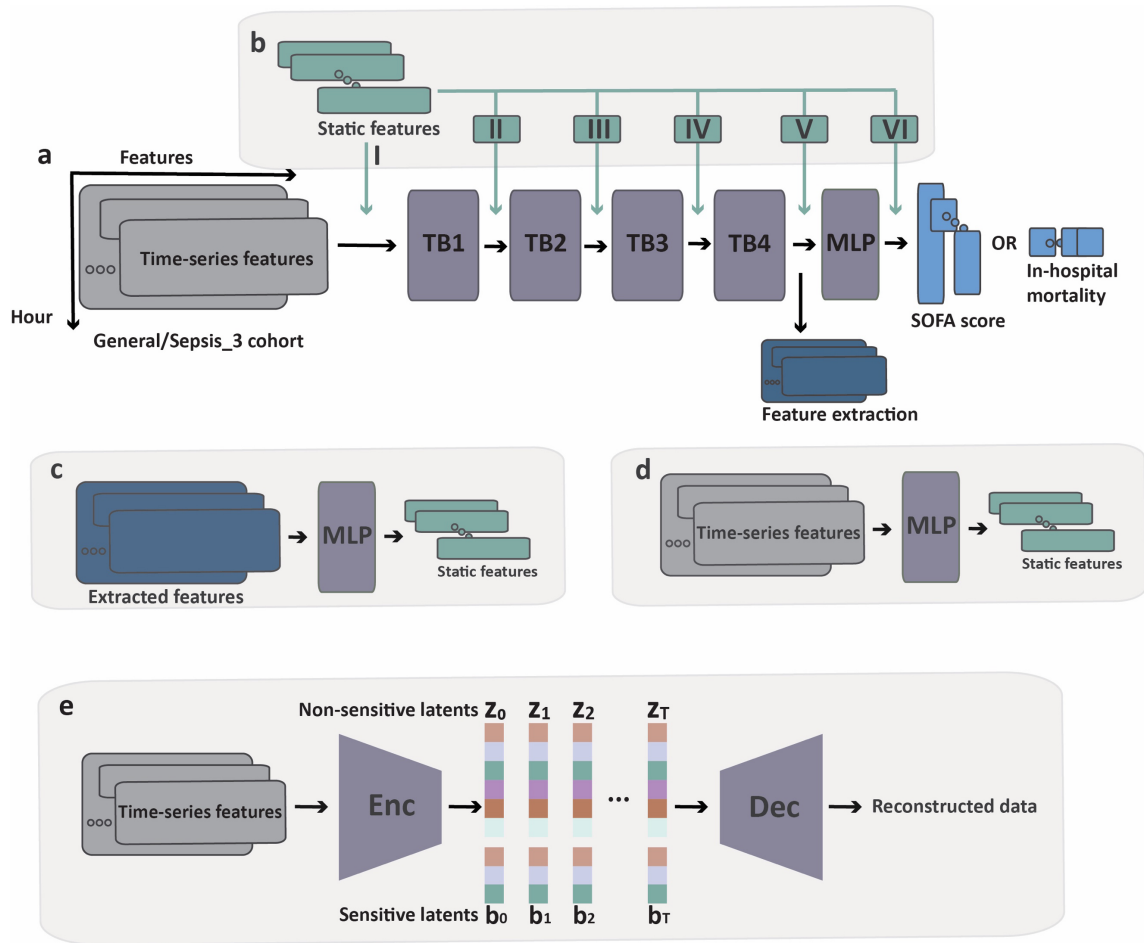 b
Static features
I
II
III
IV
V
VI
a
Features
Time-series features
Hour
General/Sepsis_3 cohort
TB1
TB2
TB3
TB4
MLP
OR
SOFA score
In-hospital
mortality
Feature extraction
c
Extracted features
MLP
Static features
d
Time-series features
MLP
Static features
e
Non-sensitive latents
z₀ z₁ z₂ z_T
Time-series features
Enc
...
Dec
Reconstructed data
Sensitive latents
b₀ b₁ b₂ b_T